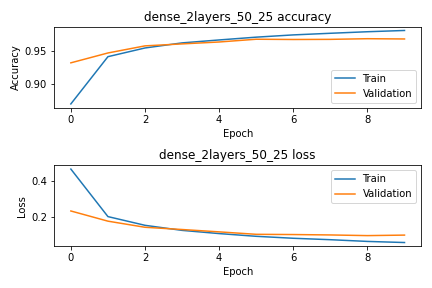 dense_2layers_50_25 accuracy
0.95
0.90
Accuracy
Train
Validation
0 2 4 6 8
Epoch
dense_2layers_50_25 loss
0.4
0.2
Loss
Train
Validation
0 2 4 6 8
Epoch